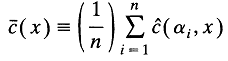 c̄(x) ≡ (1/n) ∑_{i=1}^{n} ĉ(α_i, x)